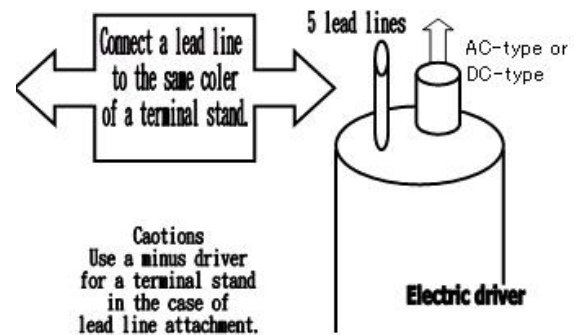 Connect a lead line
to the same coler
of a terminal stand.
5 lead lines
AC-type or
DC-type
Caotions
Use a minus driver
for a terminal stand
in the case of
lead line attachment.
Electric driver